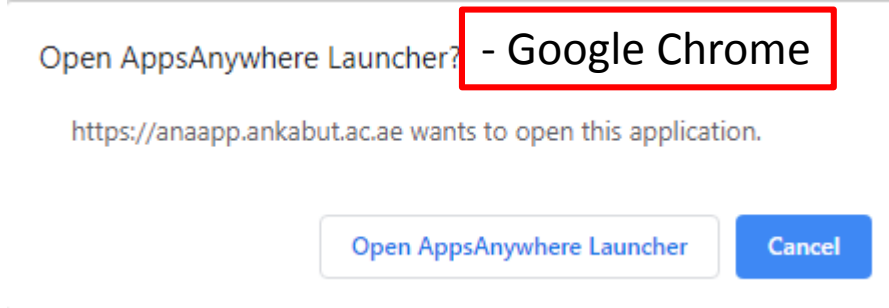 Open AppsAnywhere Launcher? - Google Chrome
https://anaapp.ankabut.ac.ae wants to open this application.
Open AppsAnywhere Launcher Cancel